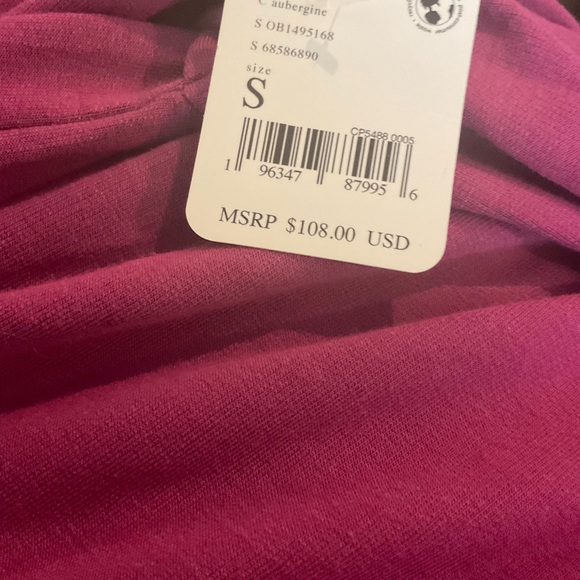 C aubergine
S OB1495168
S 68586890
size
S
CP5488 0005
1 96347 87995 6
MSRP $108.00 USD